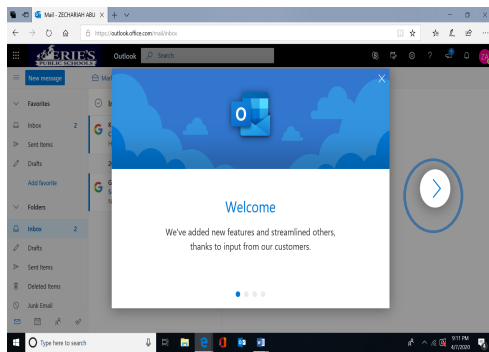 Mail - ZECHARIAH ABU
https://outlook.office.com/mail/inbox
ERIE'S
PUBLIC SCHOOLS
Outlook
Search
ZA
New message
Mar
Favorites
Inbox 2
Sent Items
Drafts
Add favorite
Folders
Inbox 2
Drafts
Sent Items
Deleted Items
Junk Email
Welcome
We've added new features and streamlined others,
thanks to input from our customers.
Type here to search
9:11 PM
4/7/2020